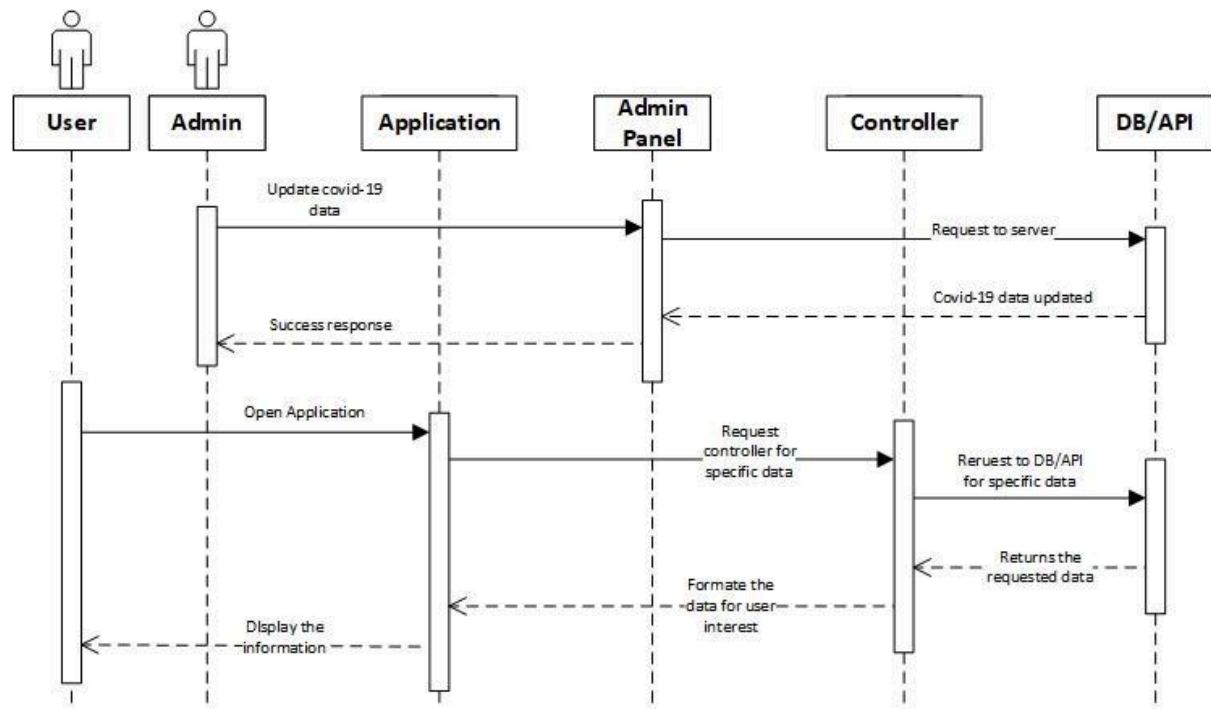 User
Admin
Application
Admin
Panel
Controller
DB/API
Update covid-19
data
Request to server
Covid-19 data updated
Success response
Open Application
Request
controller for
specific data
Reruest to DB/API
for specific data
Returns the
requested data
Formate the
data for user
interest
DIsplay the
information